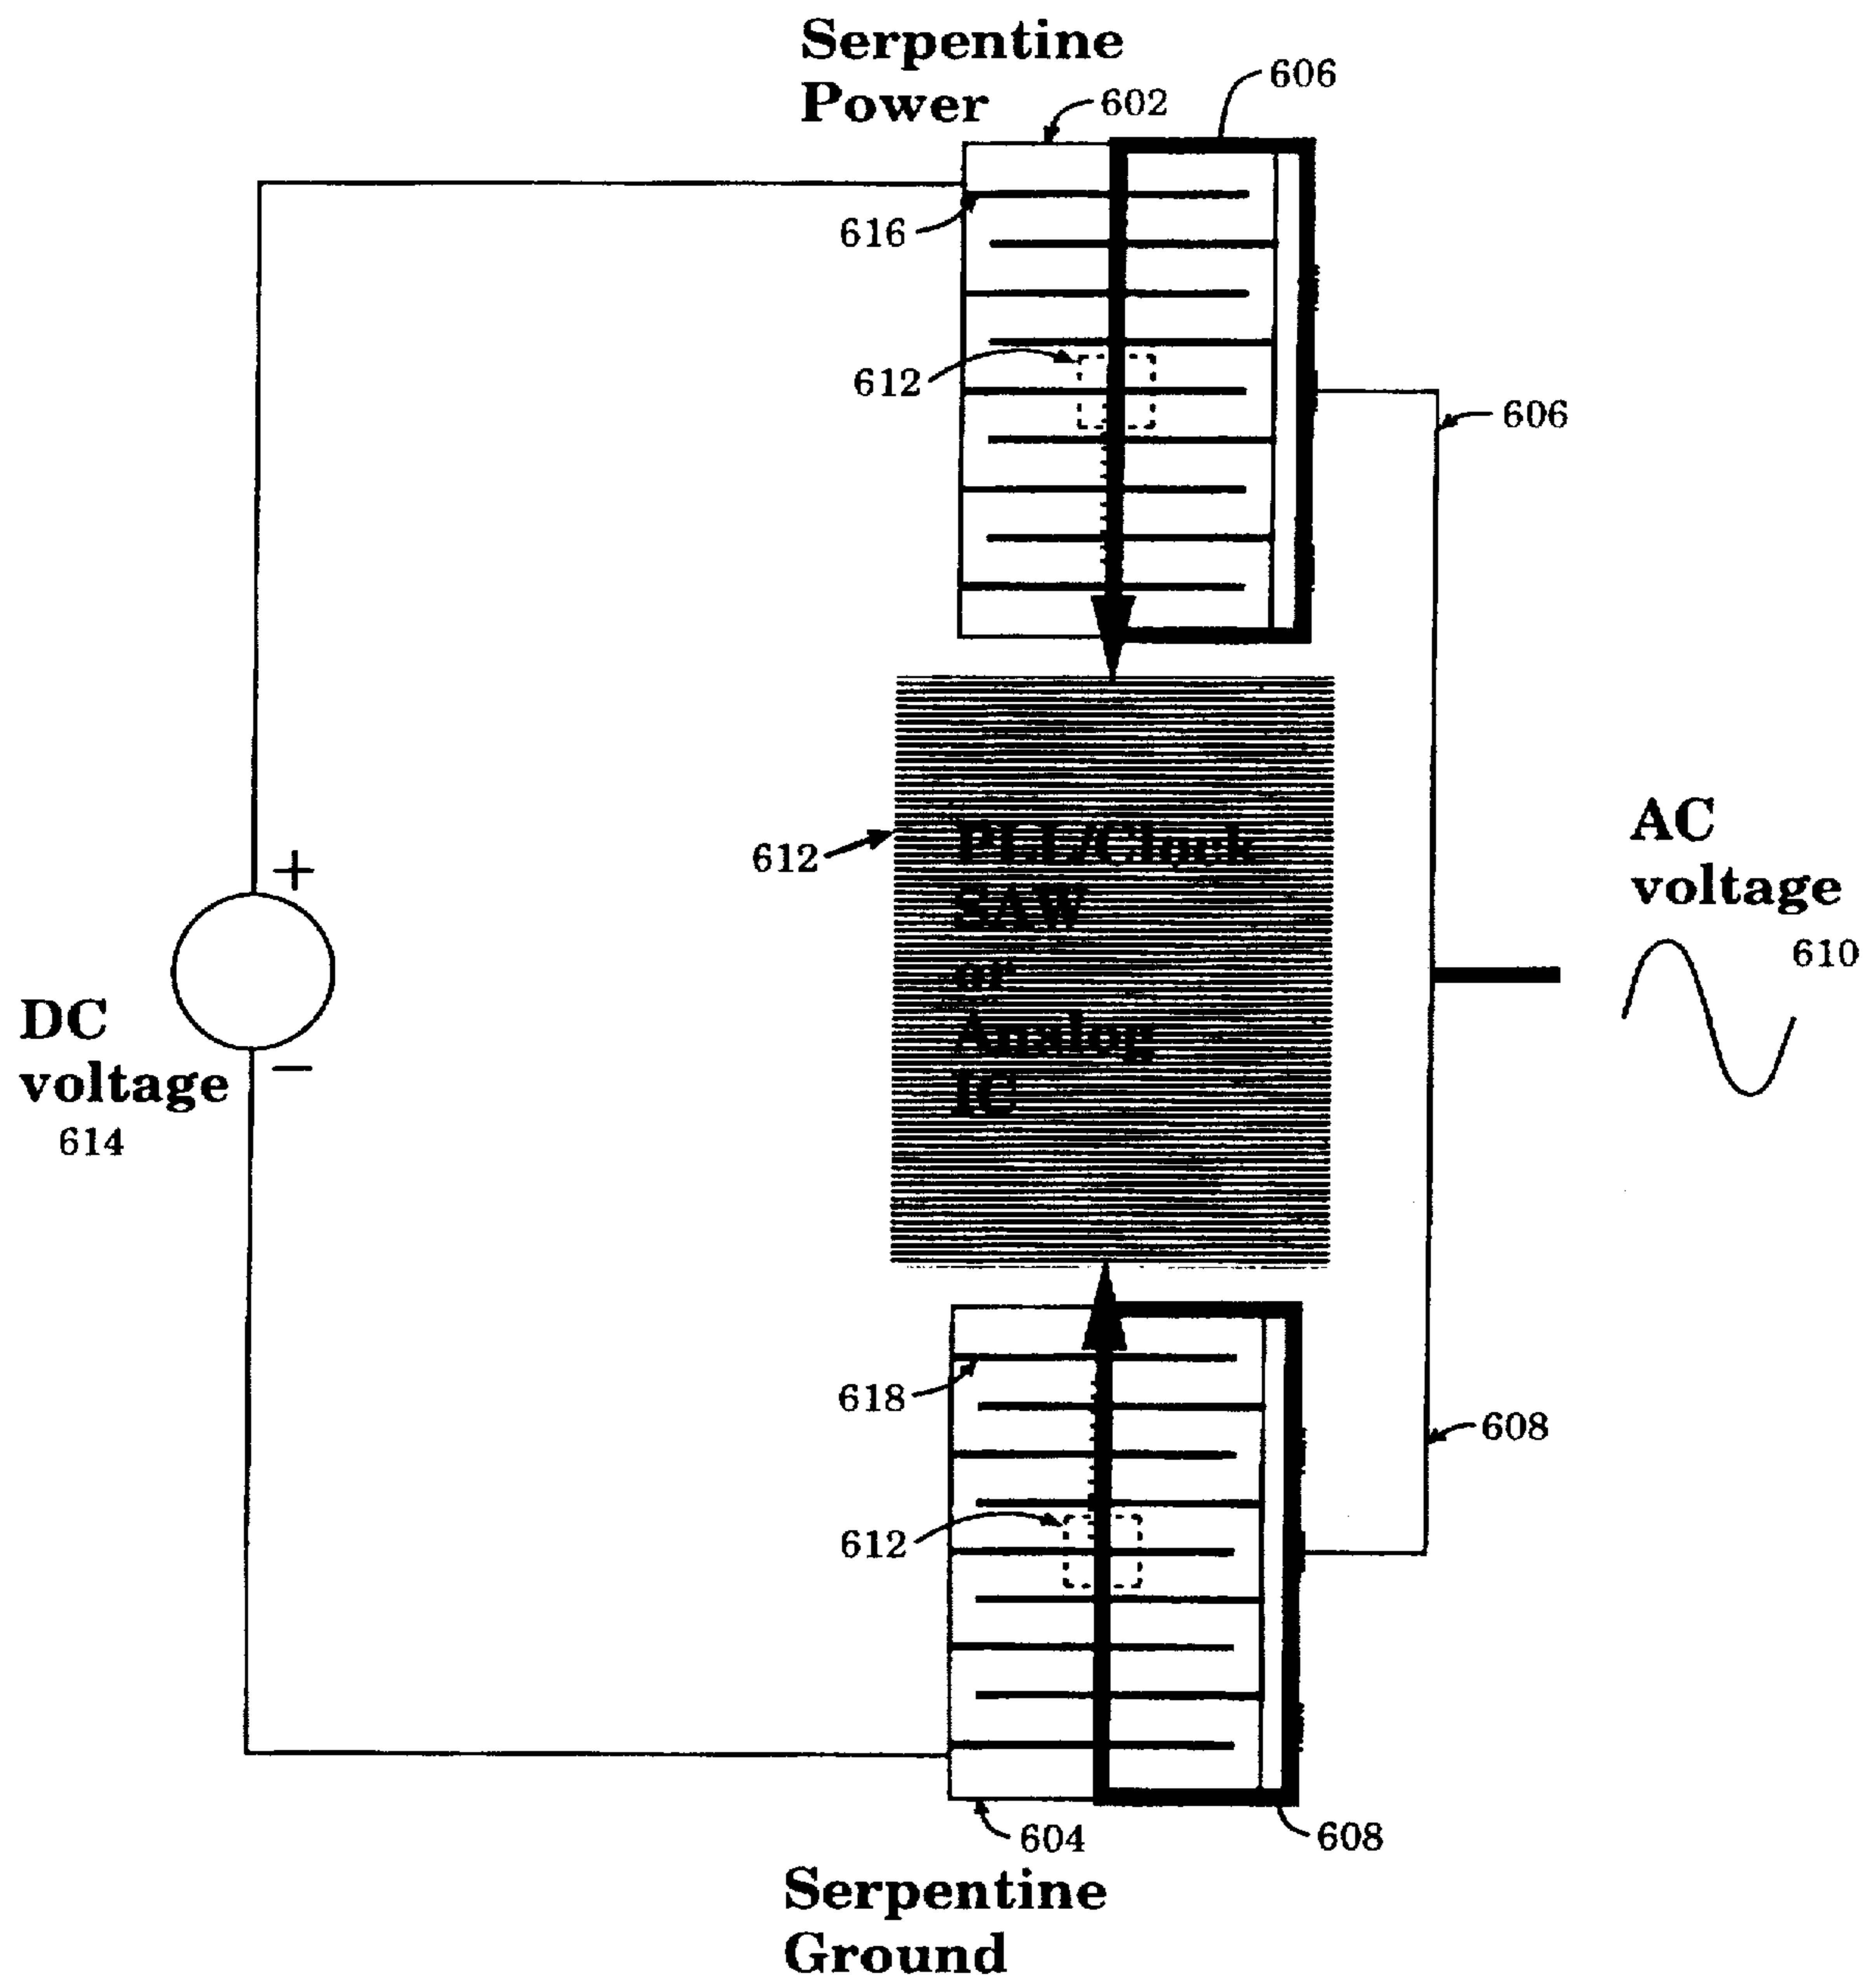 Serpentine
Power
602
606
616
612
606
PLL/Clock
SAW
or
Analog
IC
612
AC
voltage
610
+
DC
voltage
614
−
618
612
608
604
608
Serpentine
Ground